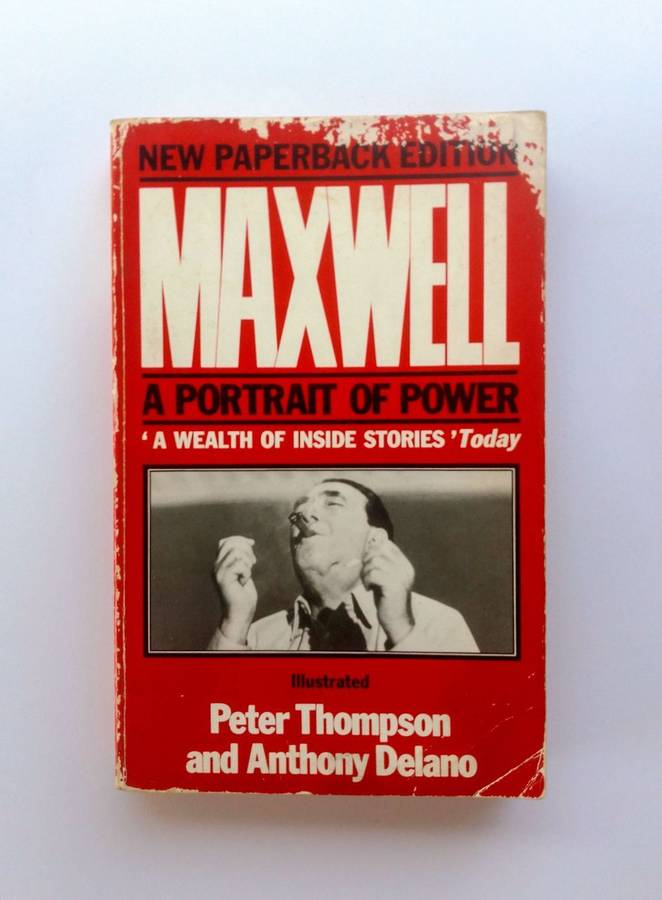 NEW PAPERBACK EDITION
MAXWELL
A PORTRAIT OF POWER
‘ A WEALTH OF INSIDE STORIES ’ Today
Illustrated
Peter Thompson
and Anthony Delano